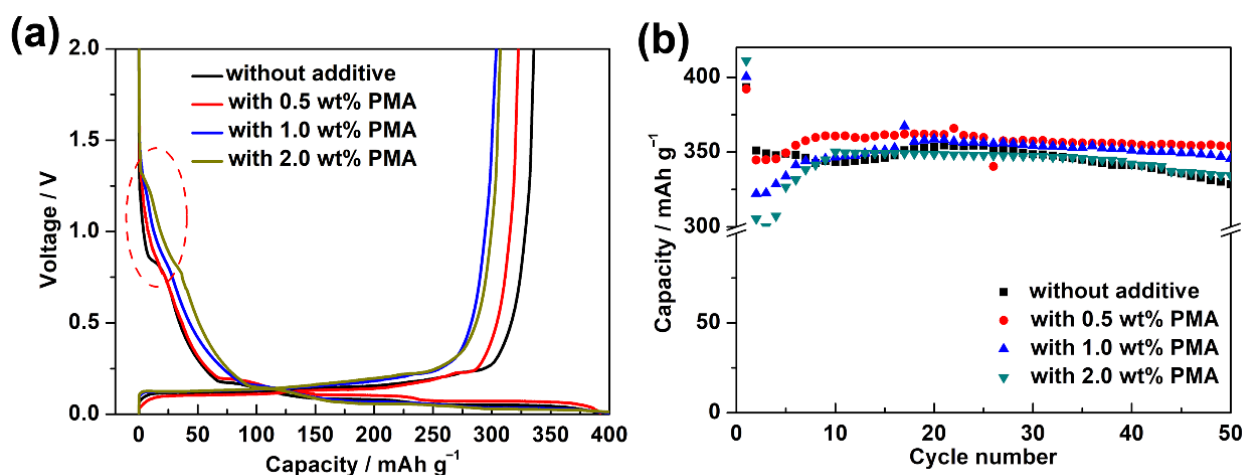 (a)
2.0
1.5
1.0
0.5
0.0
Voltage / V
without additive
with 0.5 wt% PMA
with 1.0 wt% PMA
with 2.0 wt% PMA
0 50 100 150 200 250 300 350 400
Capacity / mAh g⁻¹
(b)
400
350
300
50
0
Capacity / mAh g⁻¹
without additive
with 0.5 wt% PMA
with 1.0 wt% PMA
with 2.0 wt% PMA
0 10 20 30 40 50
Cycle number